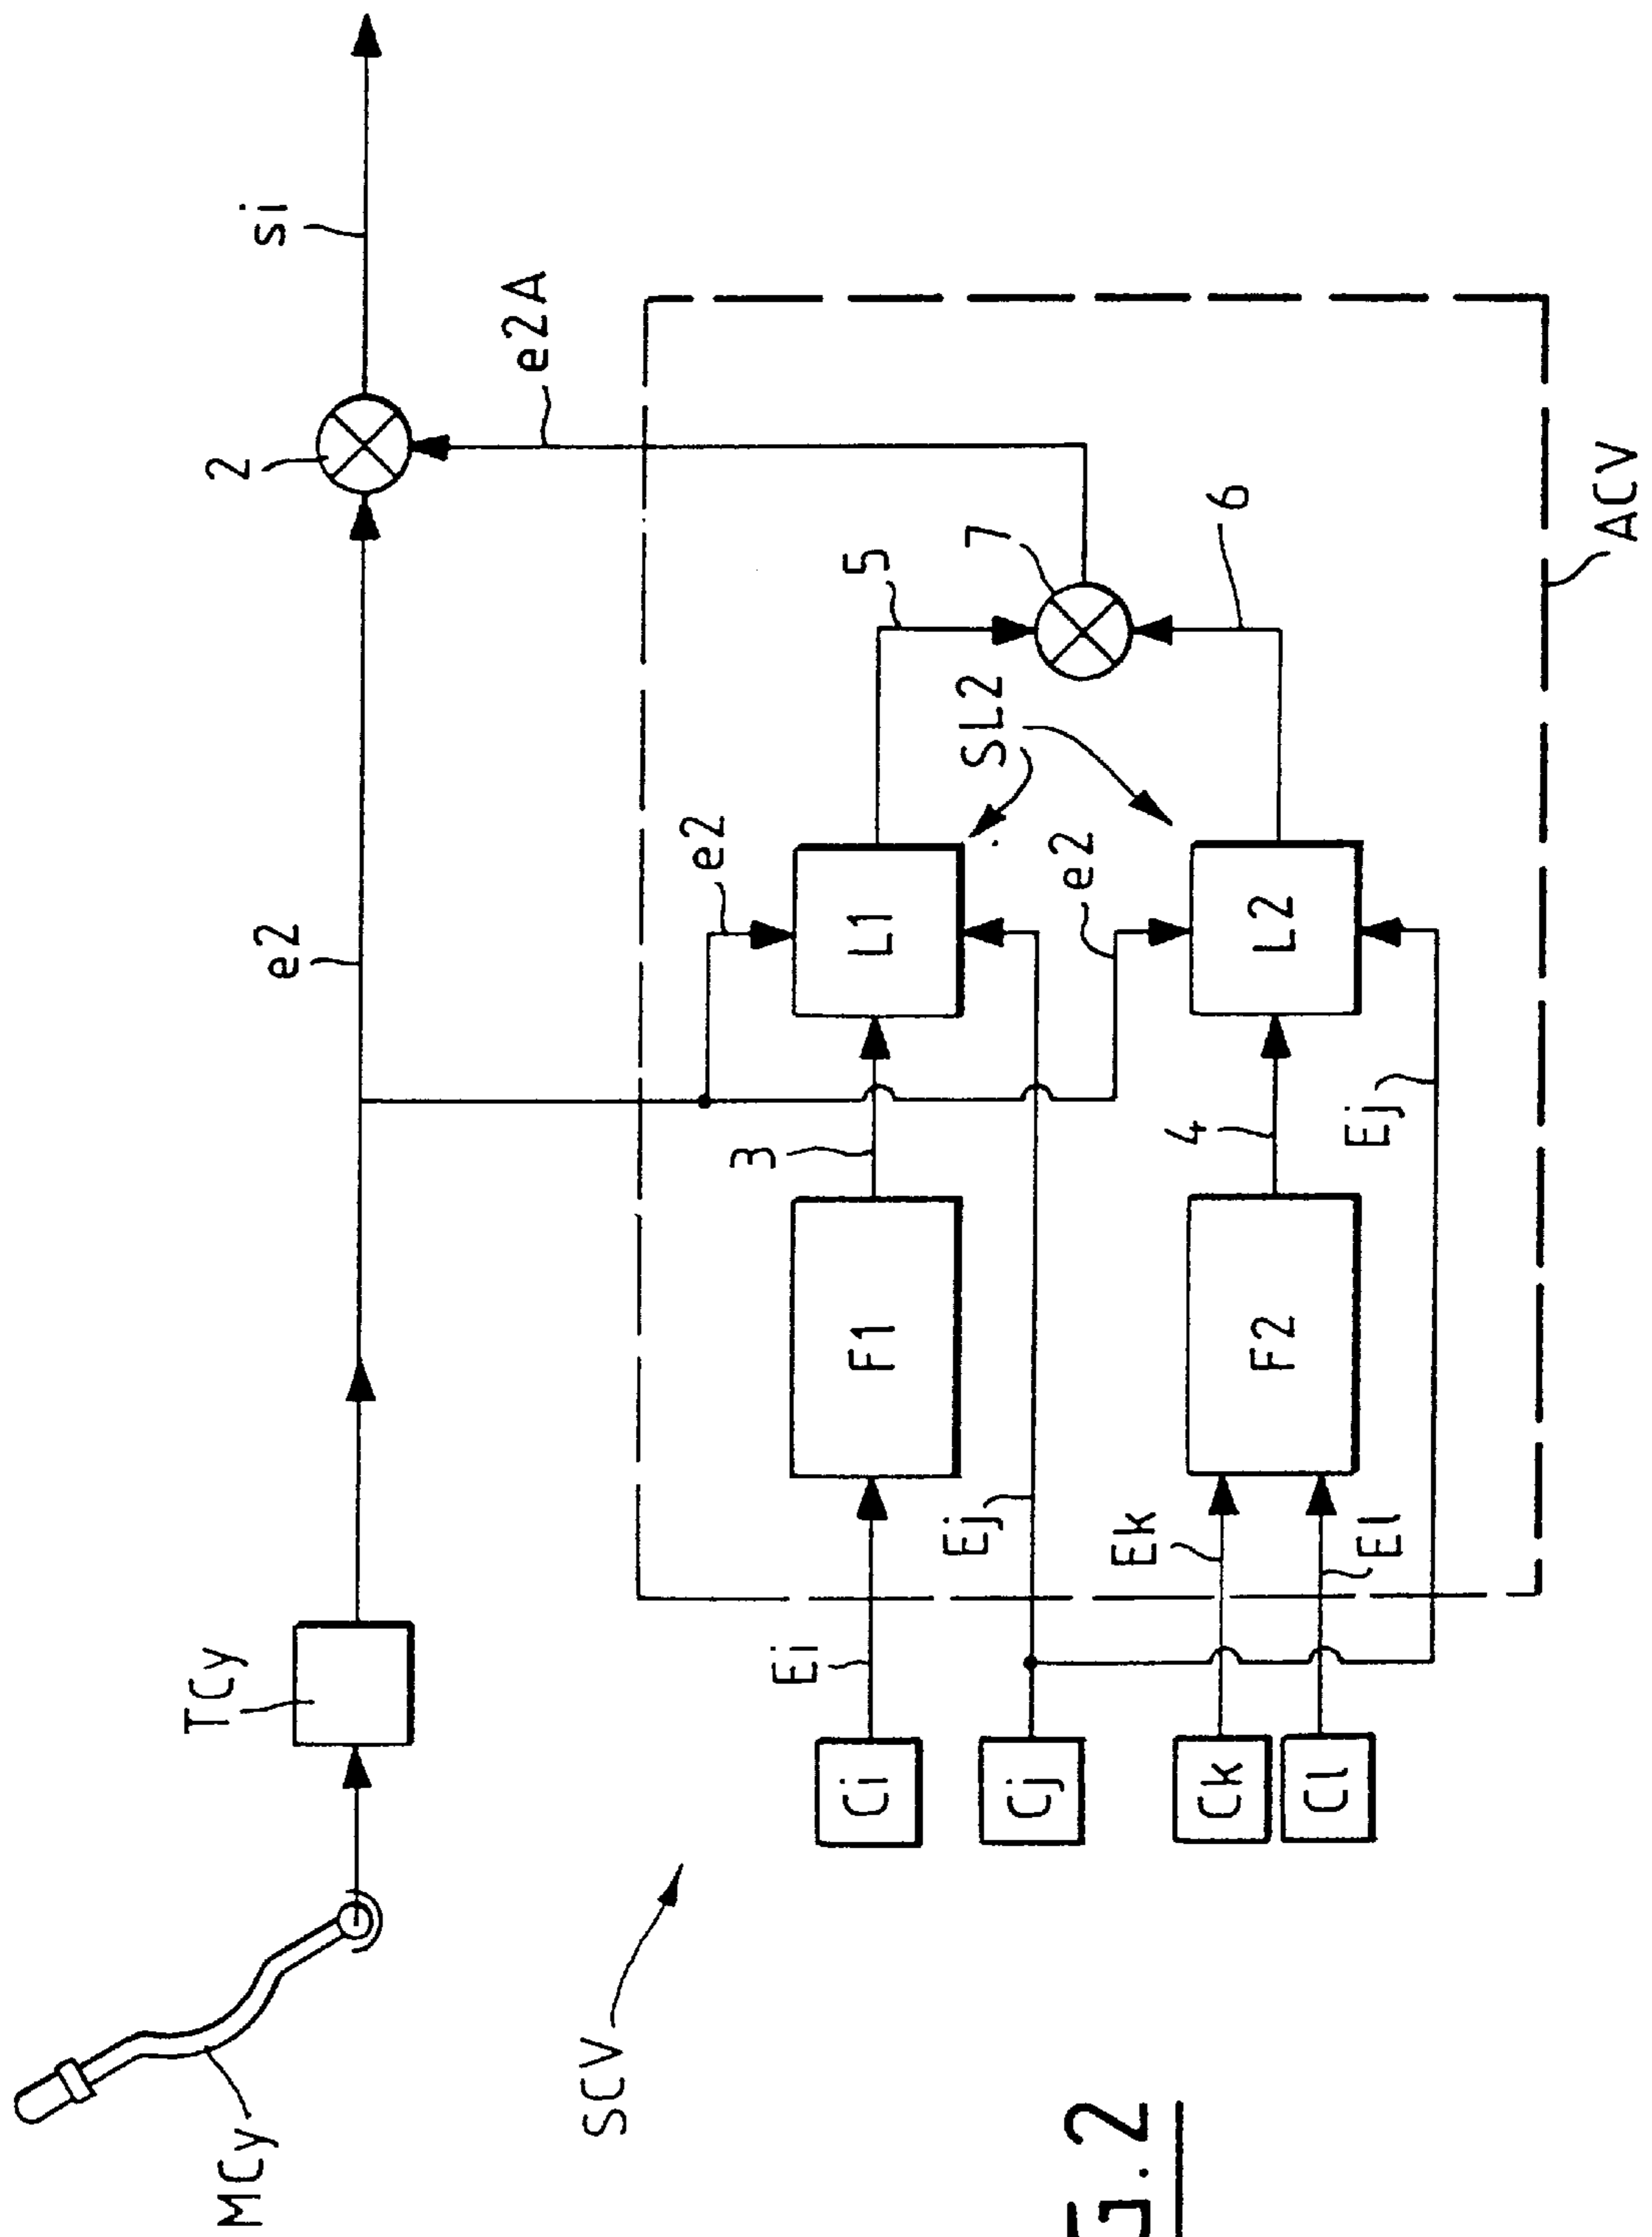 MCy
TCy
e2
2
si
e2A
SCV
Ci
Ei
F1
3
L1
e2
5
SL2
7
Cj
Ej
e2
6
Ck
Ek
F2
4
L2
Cl
El
Ej
ACV
G.2